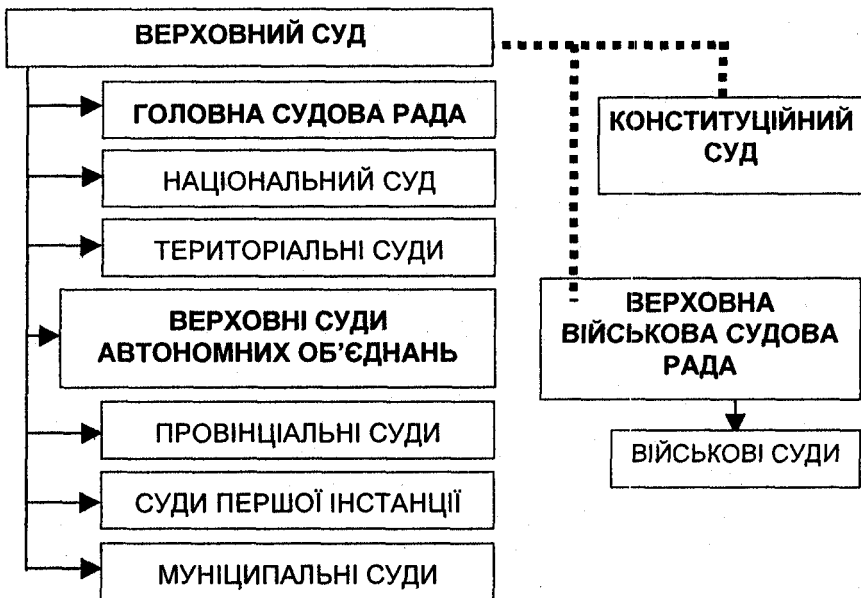 ВЕРХОВНИЙ СУД
ГОЛОВНА СУДОВА РАДА
НАЦІОНАЛЬНИЙ СУД
ТЕРИТОРІАЛЬНІ СУДИ
ВЕРХОВНІ СУДИ
АВТОНОМНИХ ОБ’ЄДНАНЬ
ПРОВІНЦІАЛЬНІ СУДИ
СУДИ ПЕРШОЇ ІНСТАНЦІЇ
МУНІЦИПАЛЬНІ СУДИ
КОНСТИТУЦІЙНИЙ
СУД
ВЕРХОВНА
ВІЙСЬКОВА СУДОВА
РАДА
ВІЙСЬКОВІ СУДИ